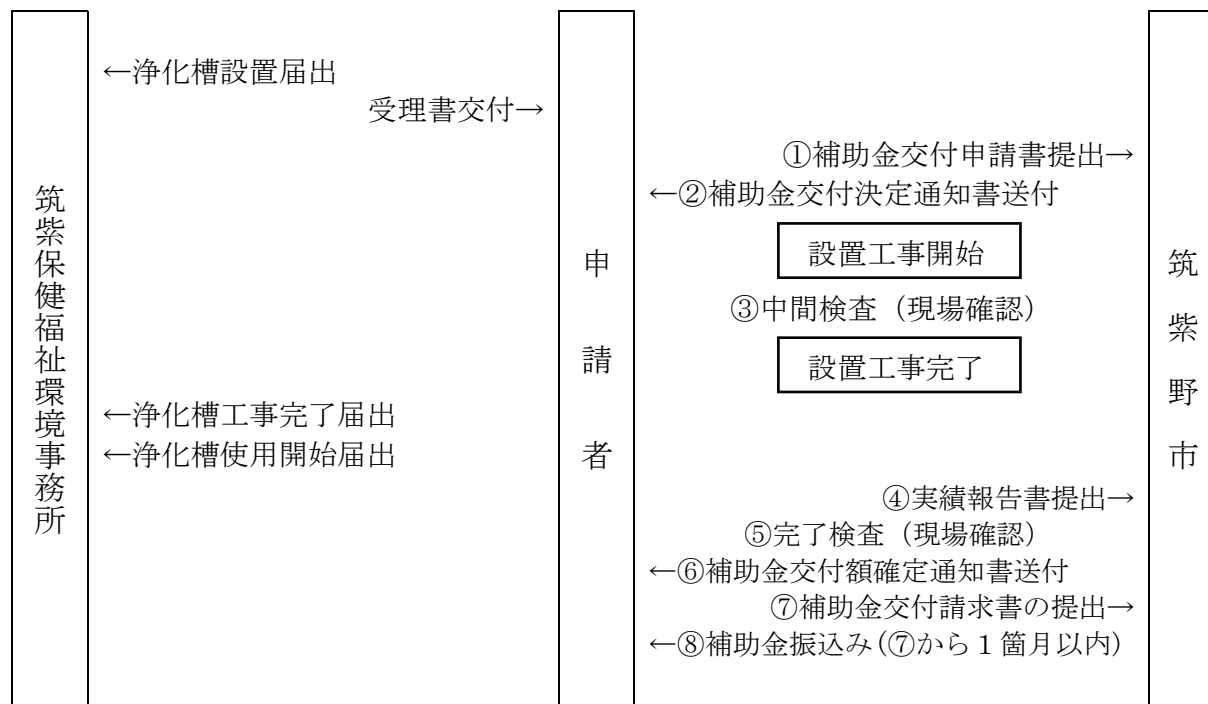 ←浄化槽設置届出
受理書交付→
①補助金交付申請書提出→
←②補助金交付決定通知書送付
設置工事開始
③中間検査（現場確認）
設置工事完了
←浄化槽工事完了届出
←浄化槽使用開始届出
④実績報告書提出→
⑤完了検査（現場確認）
←⑥補助金交付額確定通知書送付
⑦補助金交付請求書の提出→
←⑧補助金振込み(⑦から１箇月以内)
筑紫保健福祉環境事務所
申請者
筑紫野市